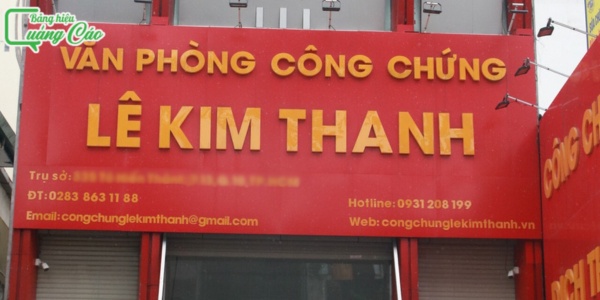 Bảng hiệu
Quảng Cáo
VĂN PHÒNG CÔNG CHỨNG
LÊ KIM THANH
Trụ sở:
ĐT: 0283 863 11 88
Hotline: 0931 208 199
Email: congchunglekimthanh@gmail.com
Web: congchunglekimthanh.vn
CÔNG CH
DỊCH T